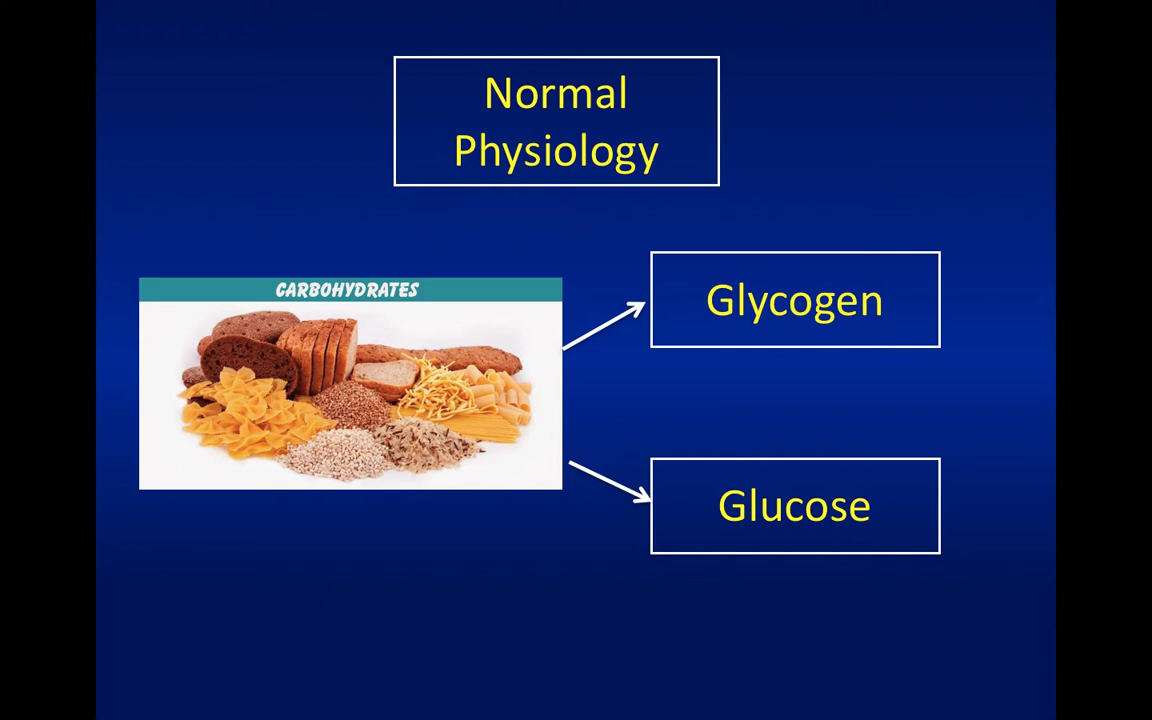 Normal
Physiology
CARBOHYDRATES
Glycogen
Glucose